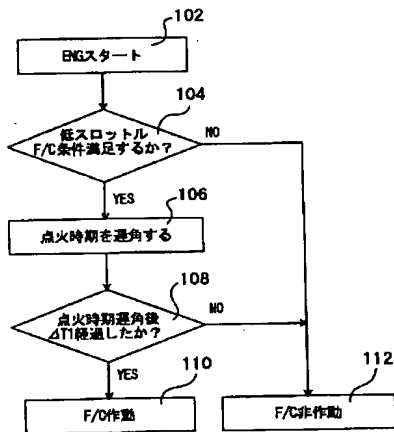 102
ENGスタート
104
低スロットル
F/C条件満足するか？
NO
YES
106
点火時期を遅角する
108
点火時期遅角後
⊿T1経過したか？
NO
YES
110
F/C作動
112
F/C非作動